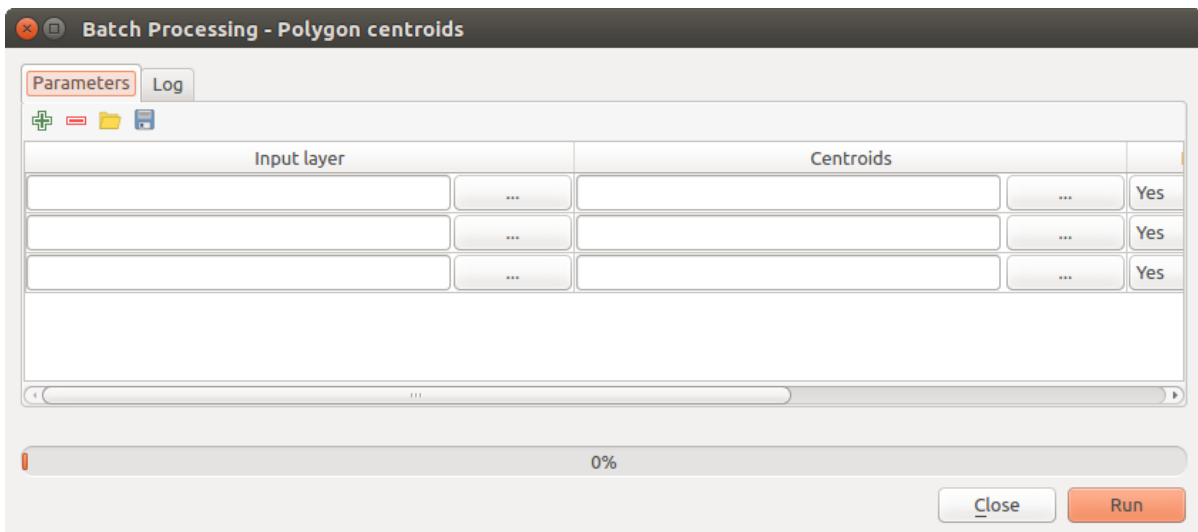 Batch Processing - Polygon centroids
Parameters Log
Input layer Centroids
... ... Yes
... ... Yes
... ... Yes
0%
Close Run